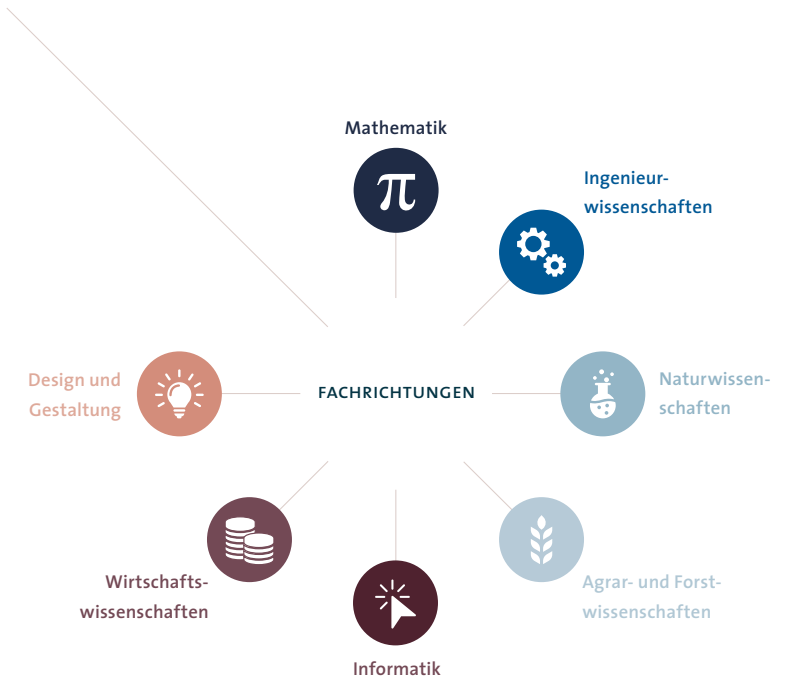 Mathematik
π
Ingenieur-
wissenschaften
Design und
Gestaltung
FACHRICHTUNGEN
Naturwissen-
schaften
Wirtschafts-
wissenschaften
Agrar- und Forst-
wissenschaften
Informatik